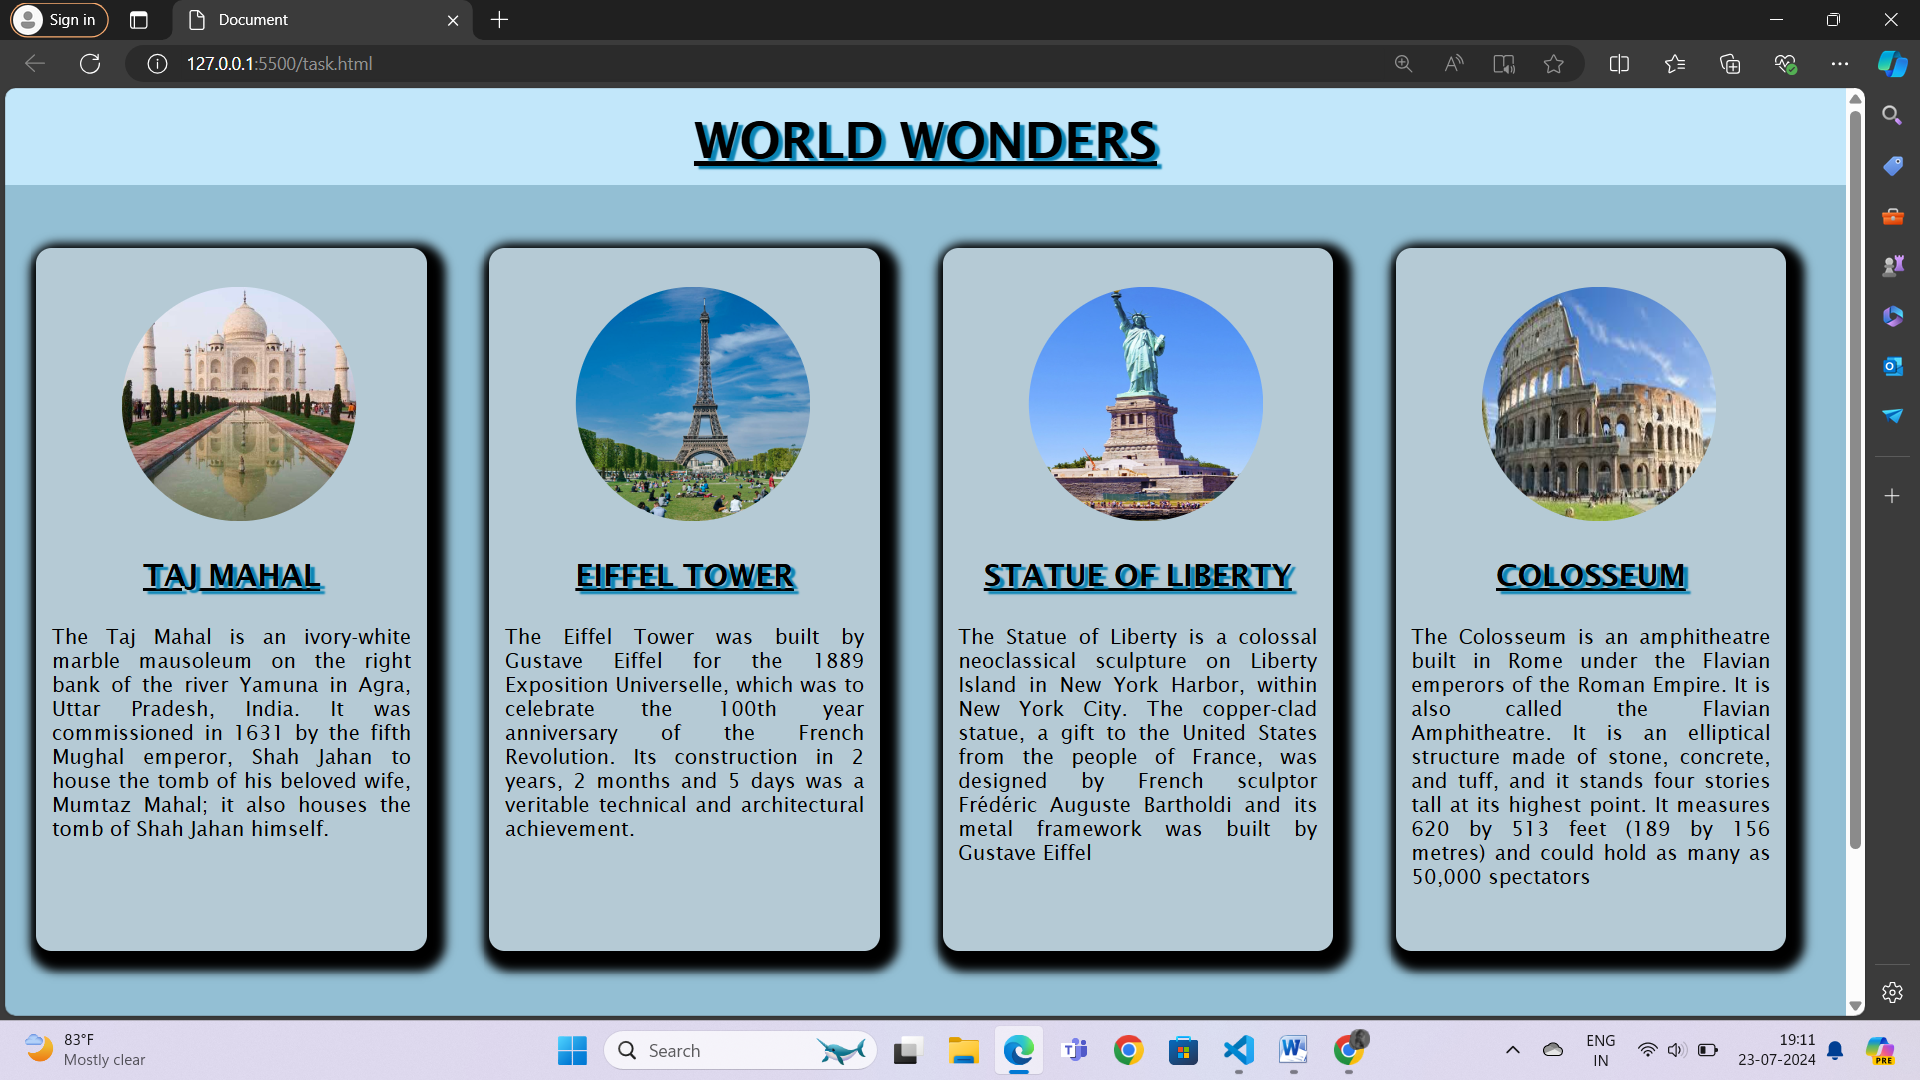 Sign in
Document
127.0.0.1:5500/task.html
WORLD WONDERS
TAJ MAHAL
The Taj Mahal is an ivory-white
marble mausoleum on the right
bank of the river Yamuna in Agra,
Uttar Pradesh, India. It was
commissioned in 1631 by the fifth
Mughal emperor, Shah Jahan to
house the tomb of his beloved wife,
Mumtaz Mahal; it also houses the
tomb of Shah Jahan himself.
EIFFEL TOWER
The Eiffel Tower was built by
Gustave Eiffel for the 1889
Exposition Universelle, which was to
celebrate the 100th year
anniversary of the French
Revolution. Its construction in 2
years, 2 months and 5 days was a
veritable technical and architectural
achievement.
STATUE OF LIBERTY
The Statue of Liberty is a colossal
neoclassical sculpture on Liberty
Island in New York Harbor, within
New York City. The copper-clad
statue, a gift to the United States
from the people of France, was
designed by French sculptor
Frédéric Auguste Bartholdi and its
metal framework was built by
Gustave Eiffel
COLOSSEUM
The Colosseum is an amphitheatre
built in Rome under the Flavian
emperors of the Roman Empire. It is
also called the Flavian
Amphitheatre. It is an elliptical
structure made of stone, concrete,
and tuff, and it stands four stories
tall at its highest point. It measures
620 by 513 feet (189 by 156
metres) and could hold as many as
50,000 spectators
83°F
Mostly clear
Search
ENG
IN
19:11
23-07-2024
PRE